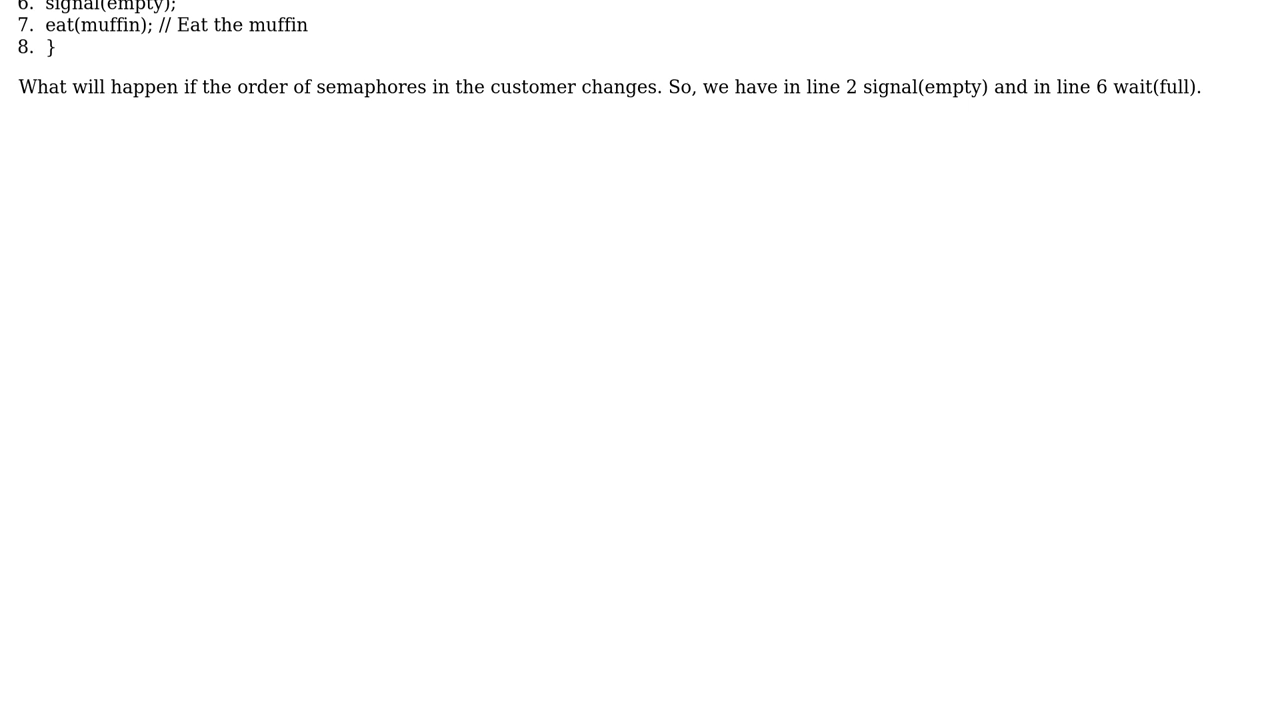 6. signal(empty);
7. eat(muffin); // Eat the muffin
8. }
What will happen if the order of semaphores in the customer changes. So, we have in line 2 signal(empty) and in line 6 wait(full).